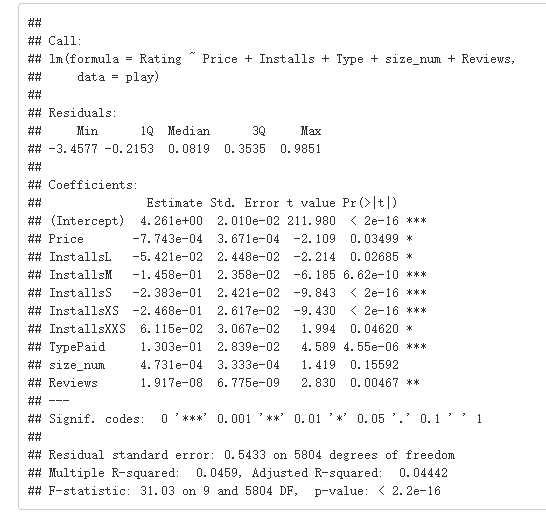 ##
## Call:
## lm(formula = Rating ~ Price + Installs + Type + size_num + Reviews,
##     data = play)
##
## Residuals:
##     Min      1Q  Median      3Q     Max
## -3.4577 -0.2153  0.0819  0.3535  0.9851
##
## Coefficients:
##               Estimate Std. Error t value Pr(>|t|)
## (Intercept)  4.261e+00  2.010e-02 211.980  < 2e-16 ***
## Price       -7.743e-04  3.671e-04  -2.109  0.03499 *
## InstallsL   -5.421e-02  2.448e-02  -2.214  0.02685 *
## InstallsM   -1.458e-01  2.358e-02  -6.185 6.62e-10 ***
## InstallsS   -2.383e-01  2.421e-02  -9.843  < 2e-16 ***
## InstallsXS  -2.468e-01  2.617e-02  -9.430  < 2e-16 ***
## InstallsXXS  6.115e-02  3.067e-02   1.994  0.04620 *
## TypePaid     1.303e-01  2.839e-02   4.589 4.55e-06 ***
## size_num     4.731e-04  3.333e-04   1.419  0.15592
## Reviews      1.917e-08  6.775e-09   2.830  0.00467 **
## ---
## Signif. codes:  0 '***' 0.001 '**' 0.01 '*' 0.05 '.' 0.1 ' ' 1
##
## Residual standard error: 0.5433 on 5804 degrees of freedom
## Multiple R-squared:  0.0459, Adjusted R-squared:  0.04442
## F-statistic: 31.03 on 9 and 5804 DF,  p-value: < 2.2e-16